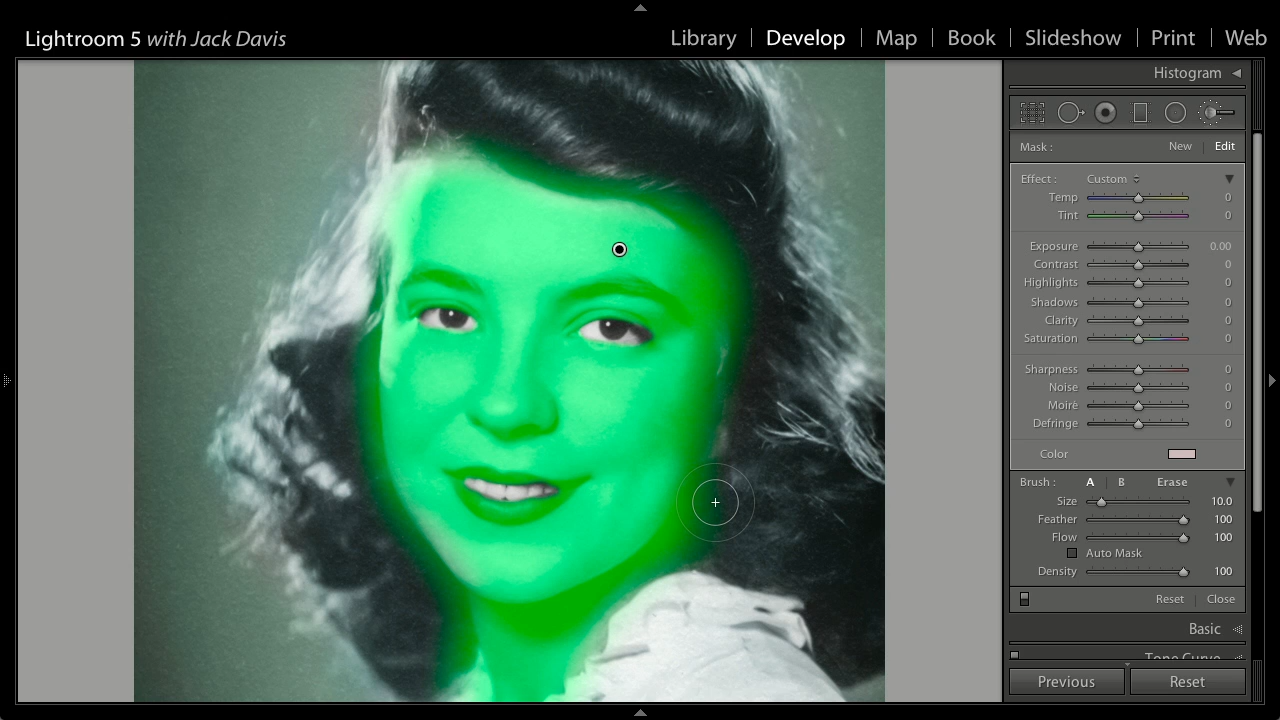 Lightroom 5 with Jack Davis
Library Develop Map Book Slideshow Print Web
Histogram
Mask : New Edit
Effect : Custom
Temp 0
Tint 0
Exposure 0.00
Contrast 0
Highlights 0
Shadows 0
Clarity 0
Saturation 0
Sharpness 0
Noise 0
Moiré 0
Defringe 0
Color
Brush : A B Erase
Size 10.0
Feather 100
Flow 100
Auto Mask
Density 100
Reset Close
Basic
Tone Curve
Previous Reset